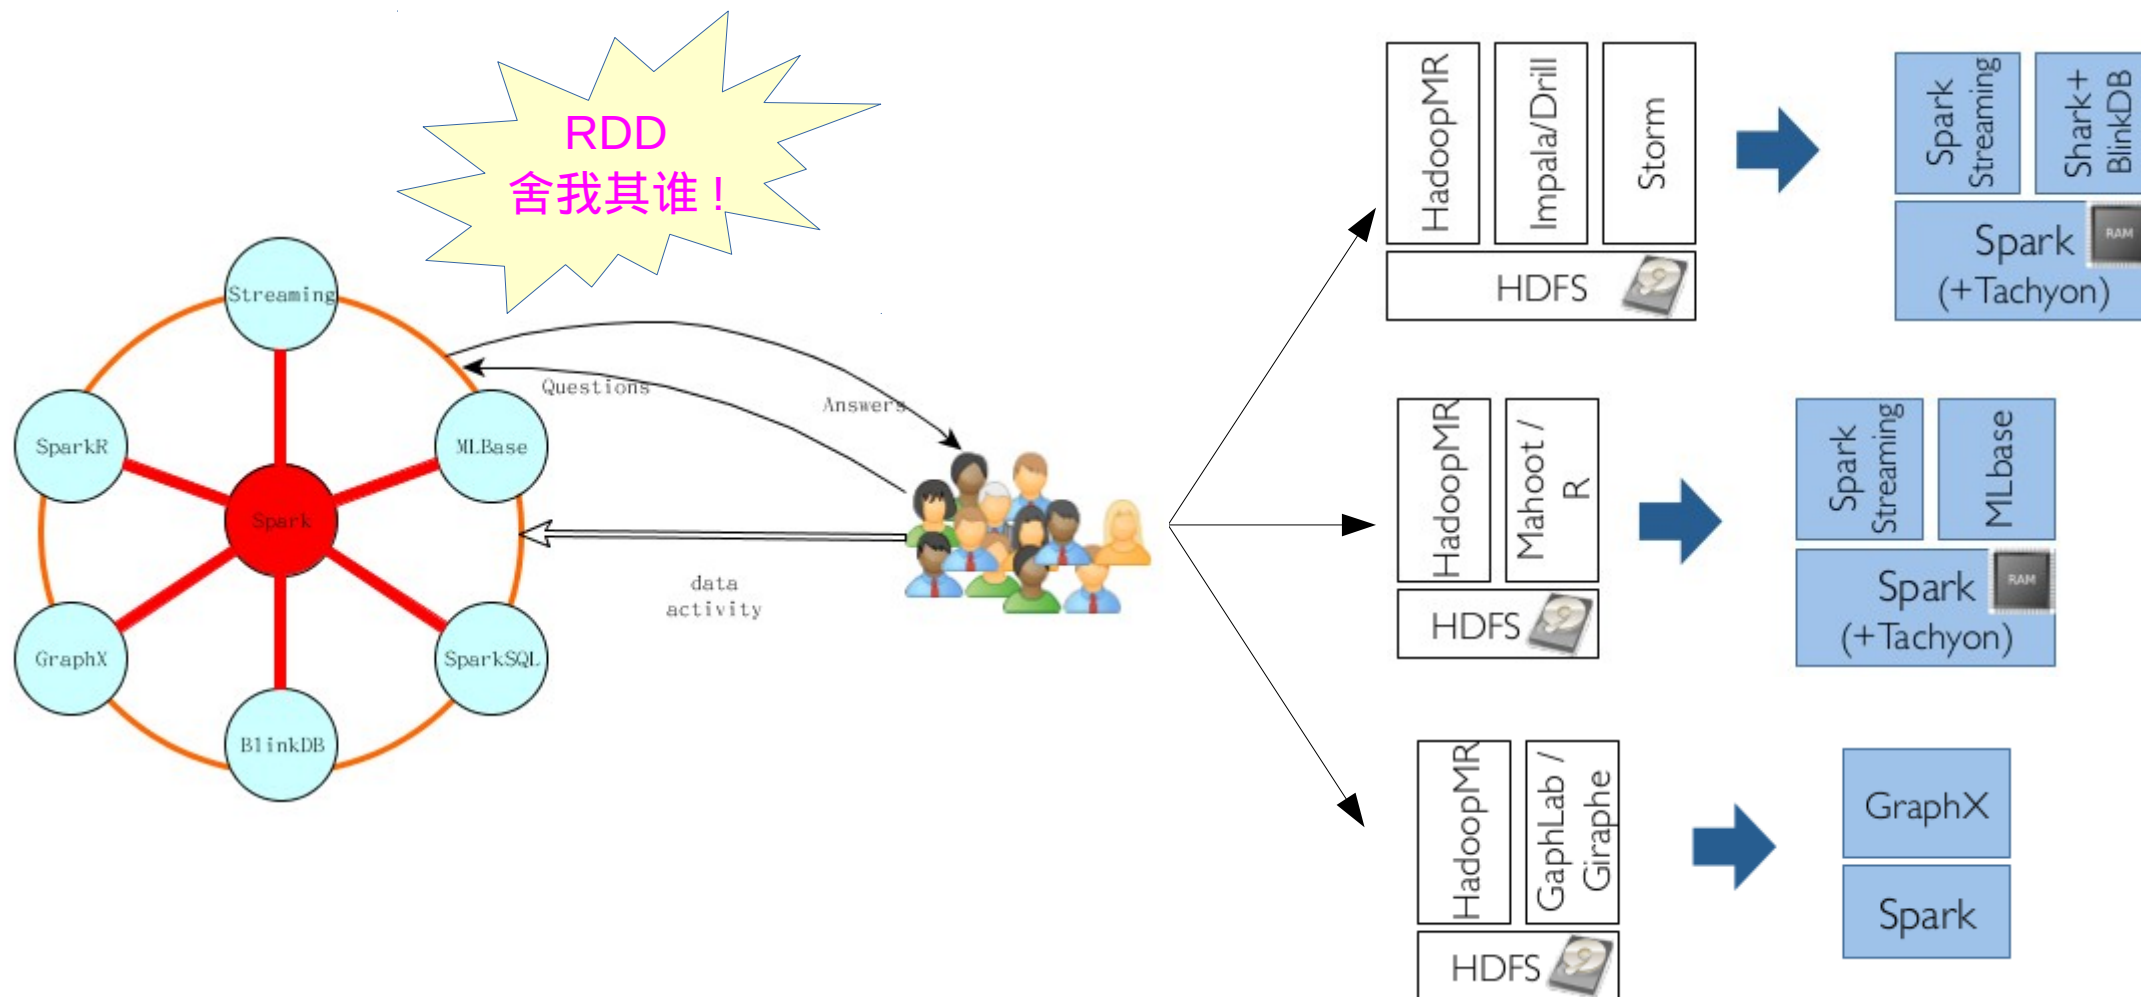 RDD
舍我其谁！
Streaming
SparkR
MLBase
Spark
GraphX
SparkSQL
BlinkDB
Questions
Answers
data
activity
HadoopMR
Impala/Drill
Storm
HDFS
Spark
Streaming
Shark+
BlinkDB
Spark
RAM
(+Tachyon)
HadoopMR
Mahoot /
R
HDFS
Spark
Streaming
MLbase
Spark
RAM
(+Tachyon)
HadoopMR
GaphLab /
Giraphe
HDFS
GraphX
Spark